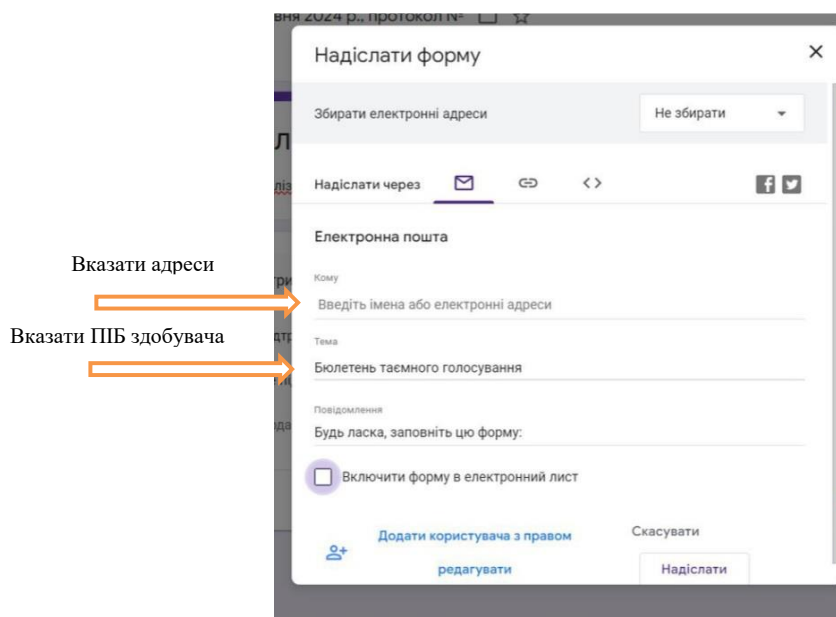 2024 р., протокол №
Надіслати форму
Збирати електронні адреси
Не збирати
Надіслати через
Електронна пошта
Вказати адреси
Кому
Введіть імена або електронні адреси
Вказати ПІБ здобувача
Тема
Бюлетень таємного голосування
Повідомлення
Будь ласка, заповніть цю форму:
Включити форму в електронний лист
Додати користувача з правом
редагувати
Скасувати
Надіслати